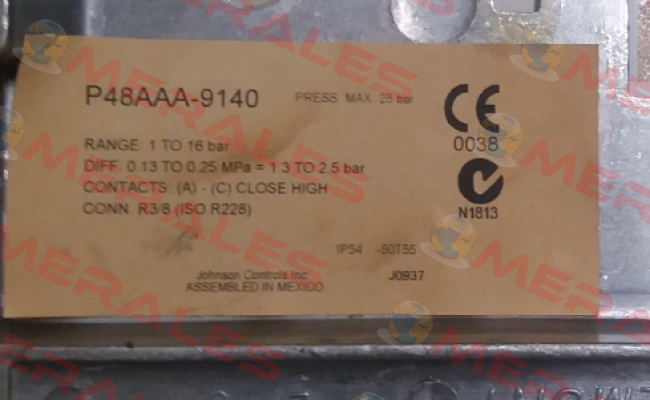 P48AAA-9140
PRESS. MAX. 25 bar
RANGE: 1 TO 16 bar
DIFF. 0.13 TO 0.25 MPa = 1.3 TO 2.5 bar
CONTACTS: (A) - (C) CLOSE HIGH
CONN. R3/8 (ISO R228)
CE
0038
N1813
IP54 -50T55
Johnson Controls Inc
ASSEMBLED IN MEXICO
J0937
MERALES